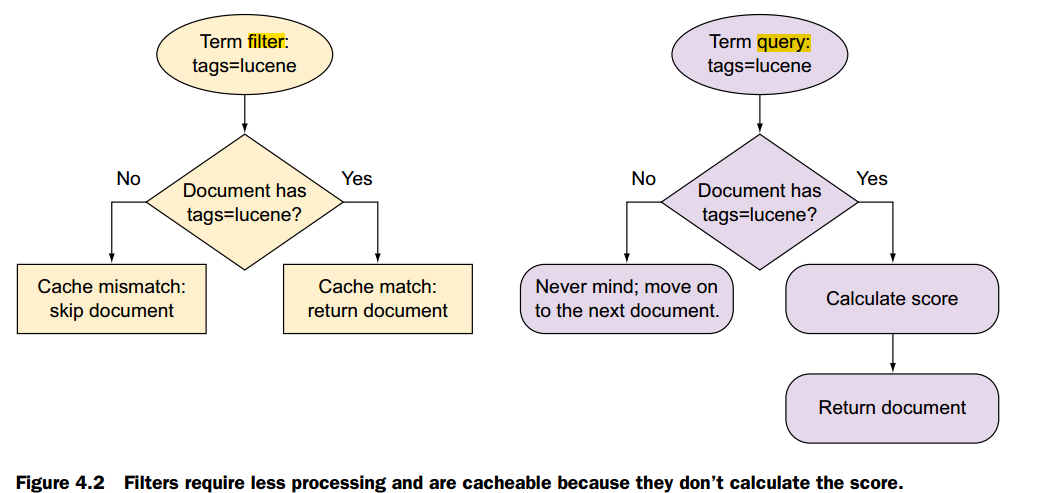 Term filter:
tags=lucene
No
Yes
Document has
tags=lucene?
Cache mismatch:
skip document
Cache match:
return document
Term query:
tags=lucene
No
Yes
Document has
tags=lucene?
Never mind; move on
to the next document.
Calculate score
Return document
Figure 4.2 Filters require less processing and are cacheable because they don’t calculate the score.